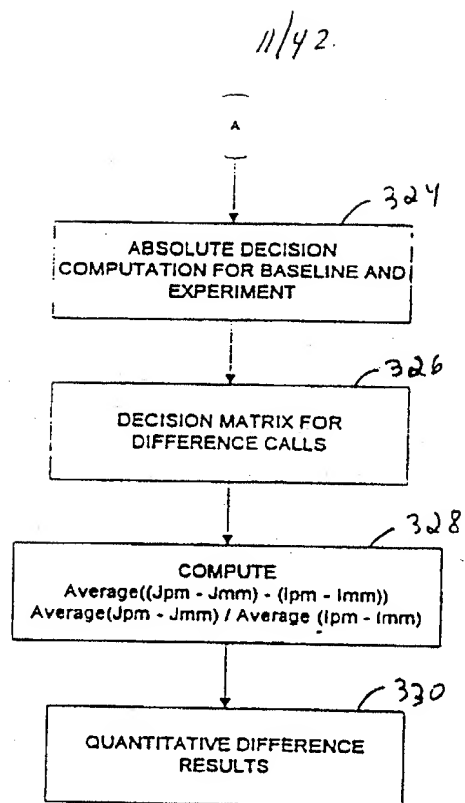 11/42.
A
324
ABSOLUTE DECISION
COMPUTATION FOR BASELINE AND
EXPERIMENT
326
DECISION MATRIX FOR
DIFFERENCE CALLS
328
COMPUTE
Average((Jpm - Jmm) - (Ipm - Imm))
Average(Jpm - Jmm) / Average (Ipm - Imm)
330
QUANTITATIVE DIFFERENCE
RESULTS